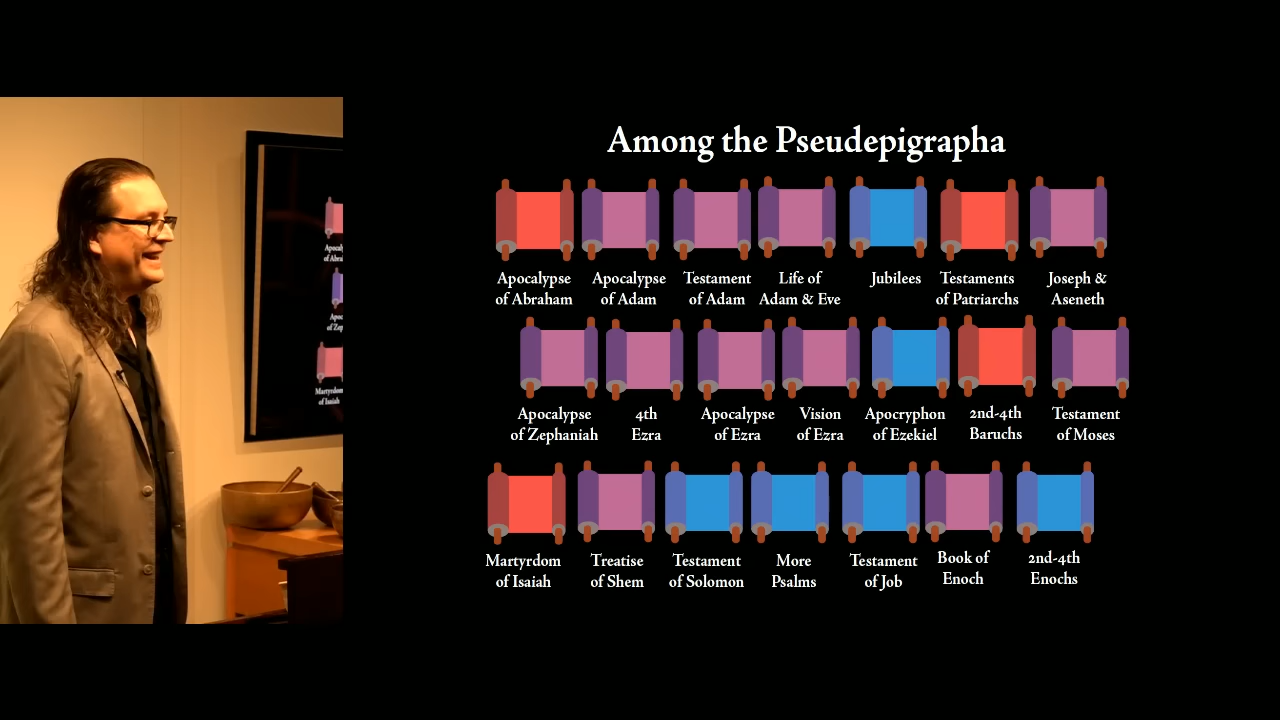 Among the Pseudepigrapha
Apocalypse
of Abraham
Apocalypse
of Adam
Testament
of Adam
Life of
Adam & Eve
Jubilees
Testaments
of Patriarchs
Joseph &
Aseneth
Apocalypse
of Zephaniah
4th
Ezra
Apocalypse
of Ezra
Vision
of Ezra
Apocryphon
of Ezekiel
2nd-4th
Baruchs
Testament
of Moses
Martyrdom
of Isaiah
Treatise
of Shem
Testament
of Solomon
More
Psalms
Testament
of Job
Book of
Enoch
2nd-4th
Enochs
Martyrdom
of Isaiah